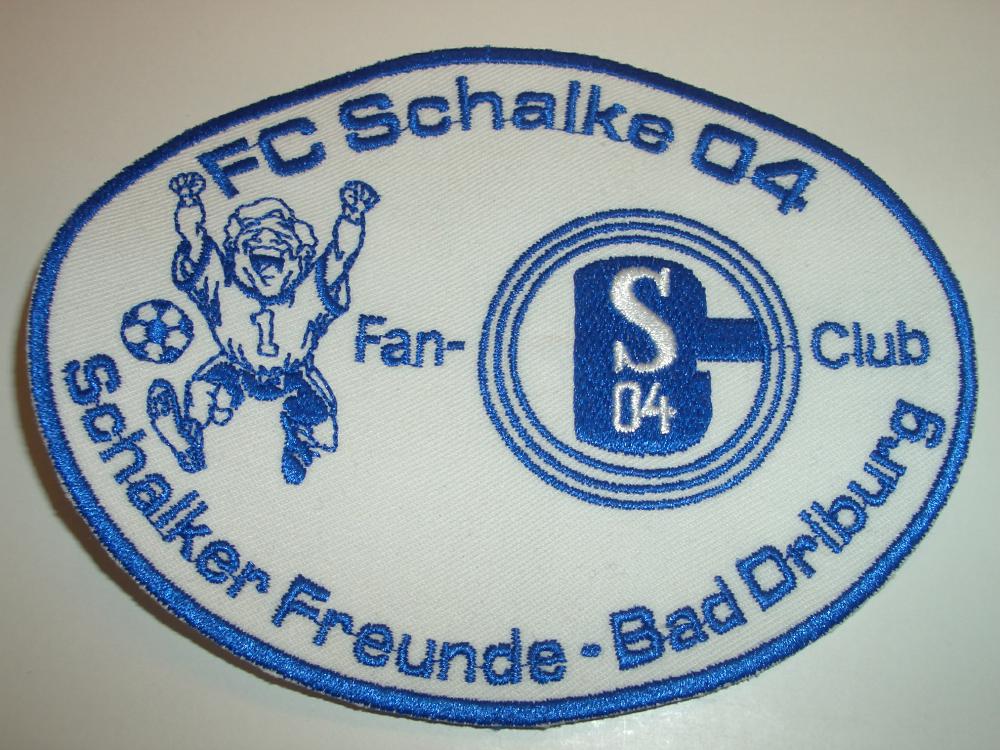 FC Schalke 04
1
Fan-
S
04
Club
Schalker Freunde - Bad Driburg